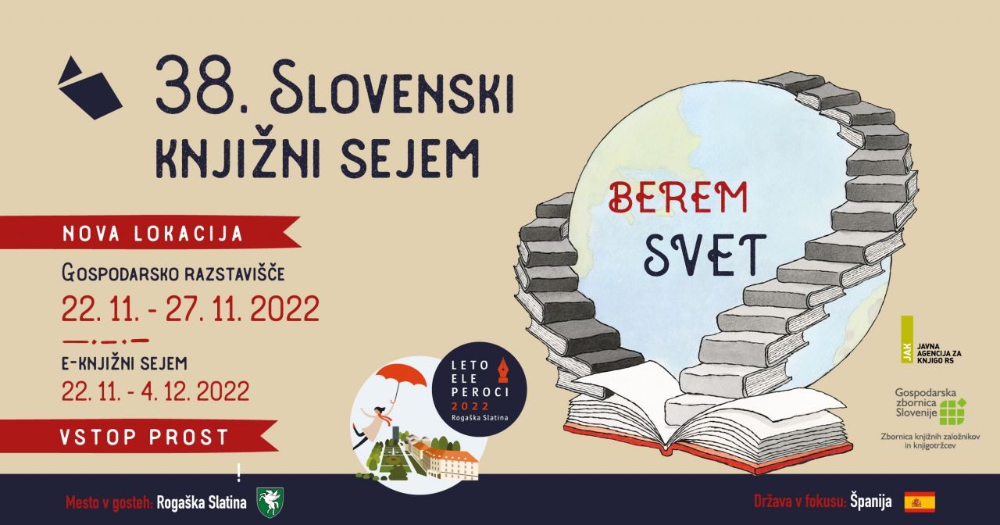 38. SLOVENSKI
KNJIŽNI SEJEM
NOVA LOKACIJA
GOSPODARSKO RAZSTAVIŠČE
22. 11. - 27. 11. 2022
E-KNJIŽNI SEJEM
22. 11. - 4. 12. 2022
VSTOP PROST
!
BEREM
SVET
LETO
ELE
PEROCI
2022
Rogaška Slatina
JAK
JAVNA
AGENCIJA ZA
KNJIGO RS
Gospodarska
zbornica
Slovenije
Zbornica knjižnih založnikov
in knjigotržcev
Mesto v gosteh: Rogaška Slatina
Država v fokusu: Španija